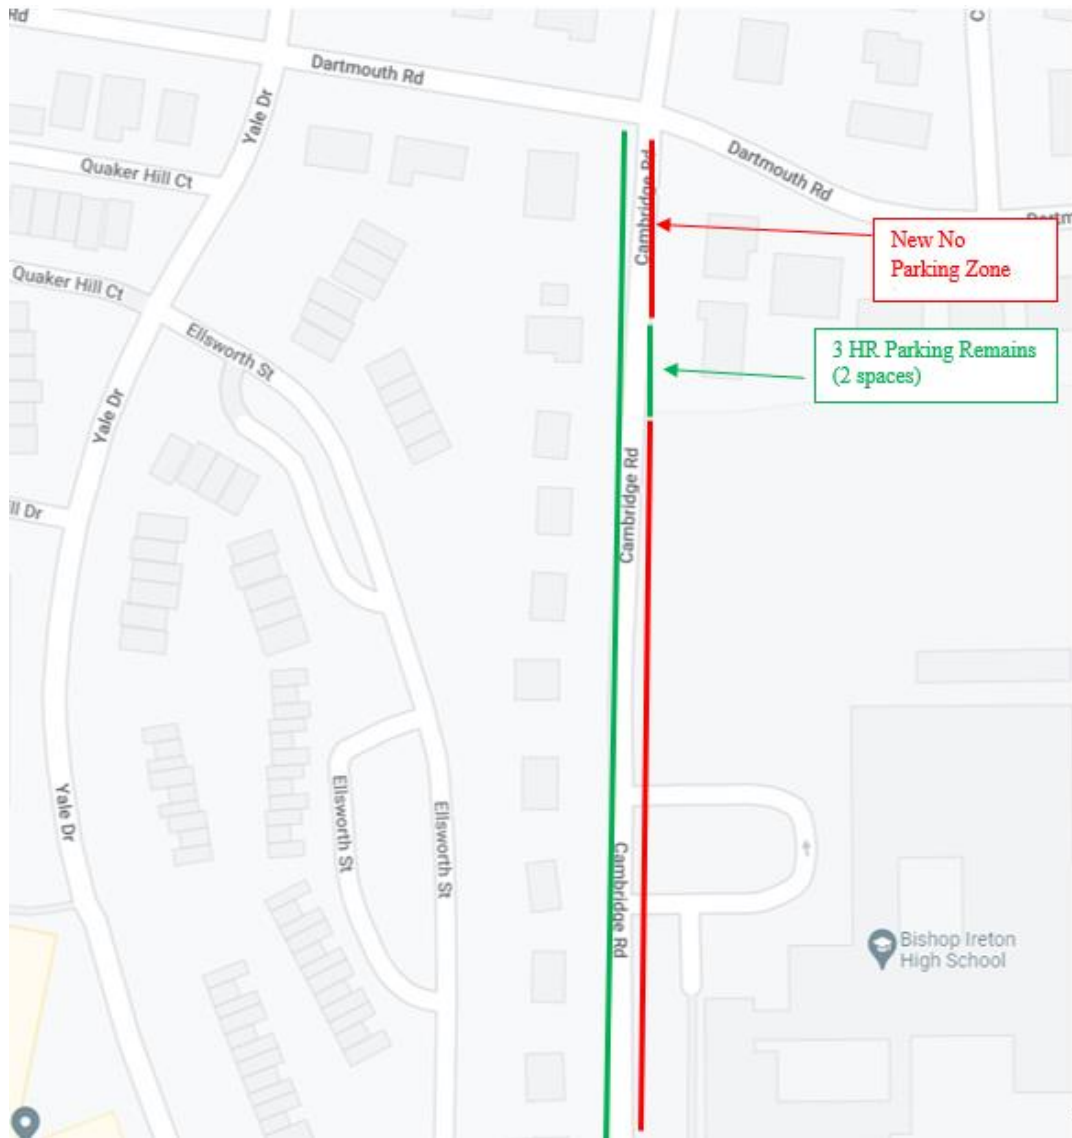 Rd
C
Dartmouth Rd
Yale Dr
Quaker Hill Ct
Cambridge Rd
Dartmouth Rd
Dartm
New No
Parking Zone
Quaker Hill Ct
Ellsworth St
3 HR Parking Remains
(2 spaces)
Yale Dr
Cambridge Rd
ill Dr
Yale Dr
Ellsworth St
Ellsworth St
Cambridge Rd
Bishop Ireton
High School